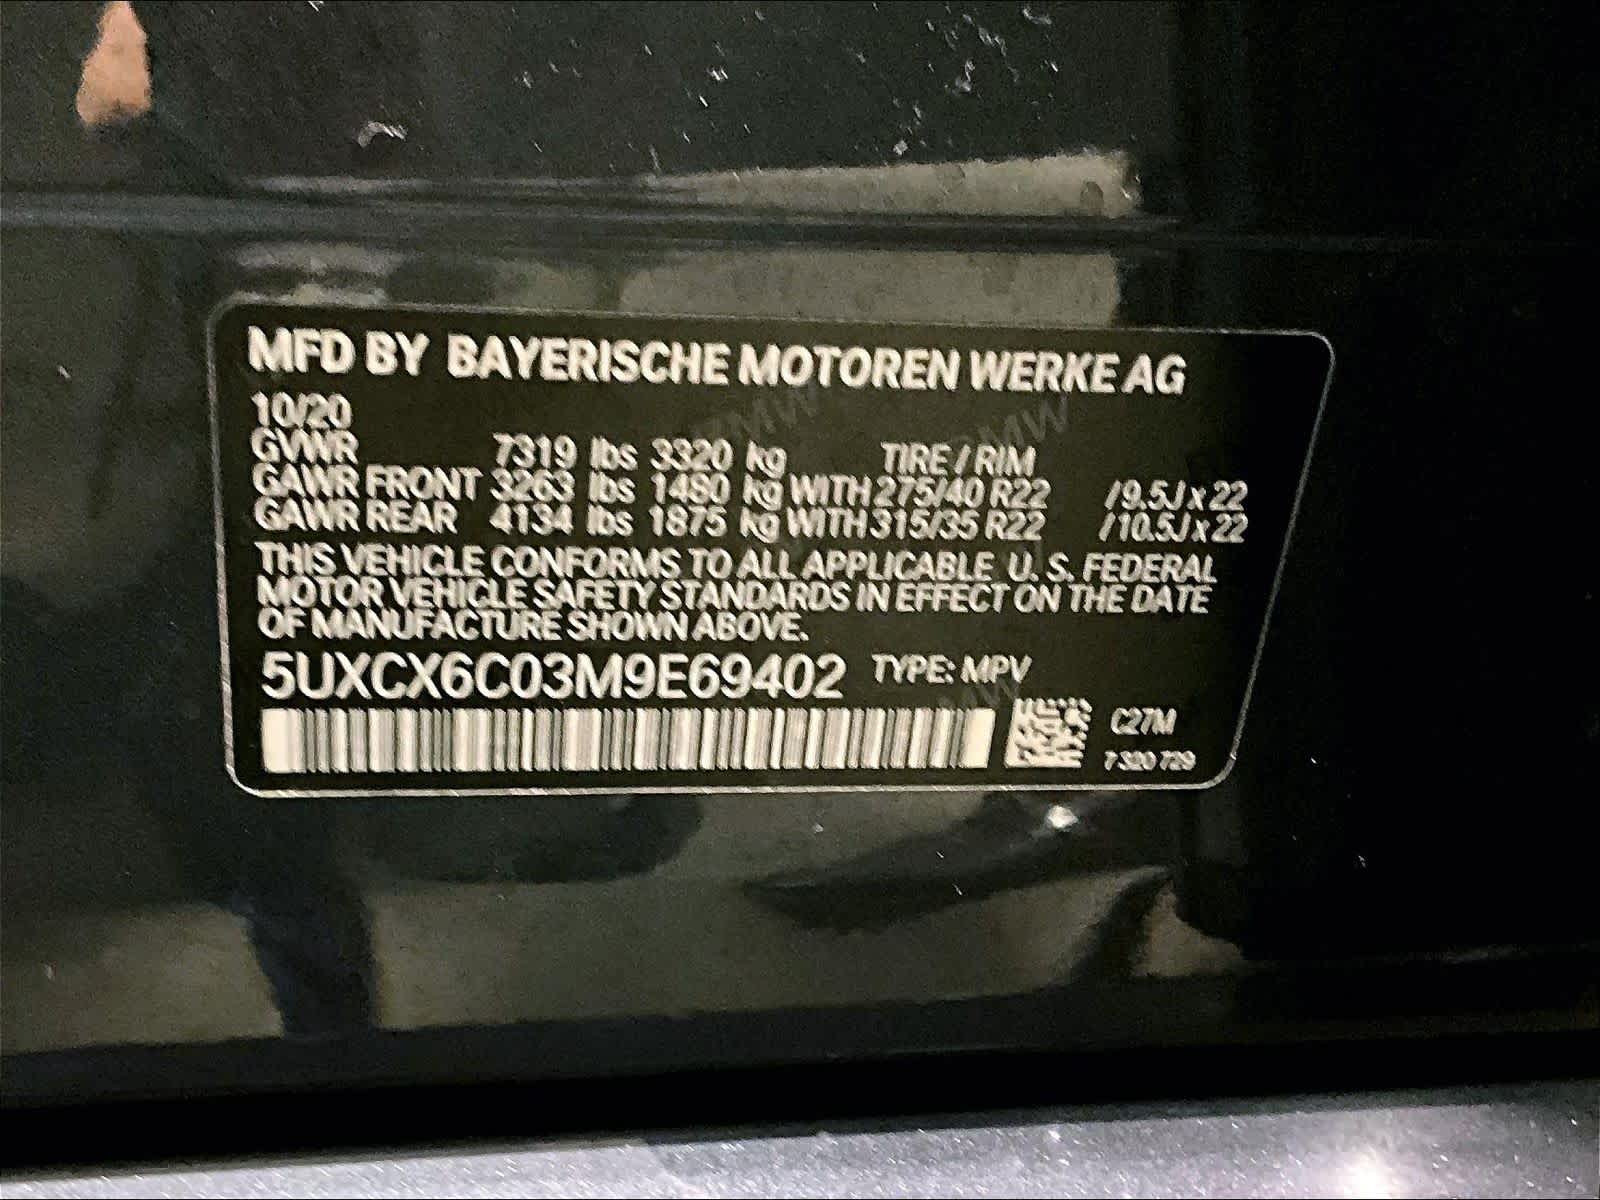 MFD BY BAYERISCHE MOTOREN WERKE AG
10/20
GVWR 7319 lbs 3320 kg TIRE / RIM
GAWR FRONT 3263 lbs 1480 kg WITH 275/40 R22 /9.5J x 22
GAWR REAR 4134 lbs 1875 kg WITH 315/35 R22 /10.5J x 22
THIS VEHICLE CONFORMS TO ALL APPLICABLE U. S. FEDERAL
MOTOR VEHICLE SAFETY STANDARDS IN EFFECT ON THE DATE
OF MANUFACTURE SHOWN ABOVE.
5UXCX6C03M9E69402 TYPE: MPV
C27M
7 320 729